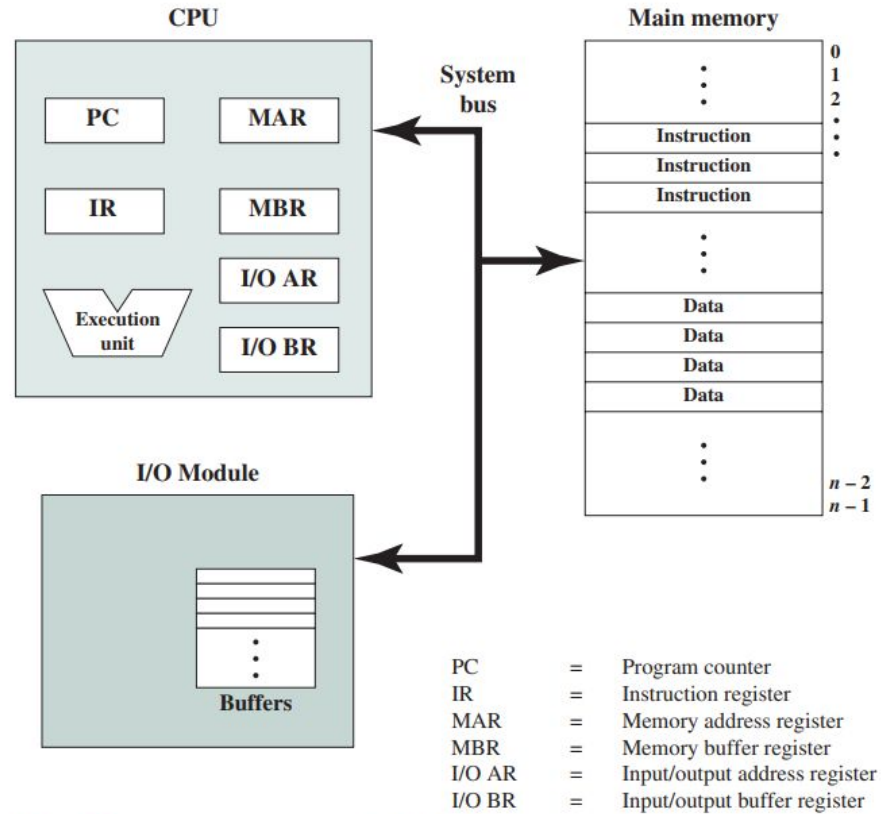 CPU
Main memory
System
bus
PC
MAR
IR
MBR
I/O AR
I/O BR
Execution
unit
0
1
2
Instruction
Instruction
Instruction
Data
Data
Data
Data
n – 2
n – 1
I/O Module
Buffers
PC = Program counter
IR = Instruction register
MAR = Memory address register
MBR = Memory buffer register
I/O AR = Input/output address register
I/O BR = Input/output buffer register